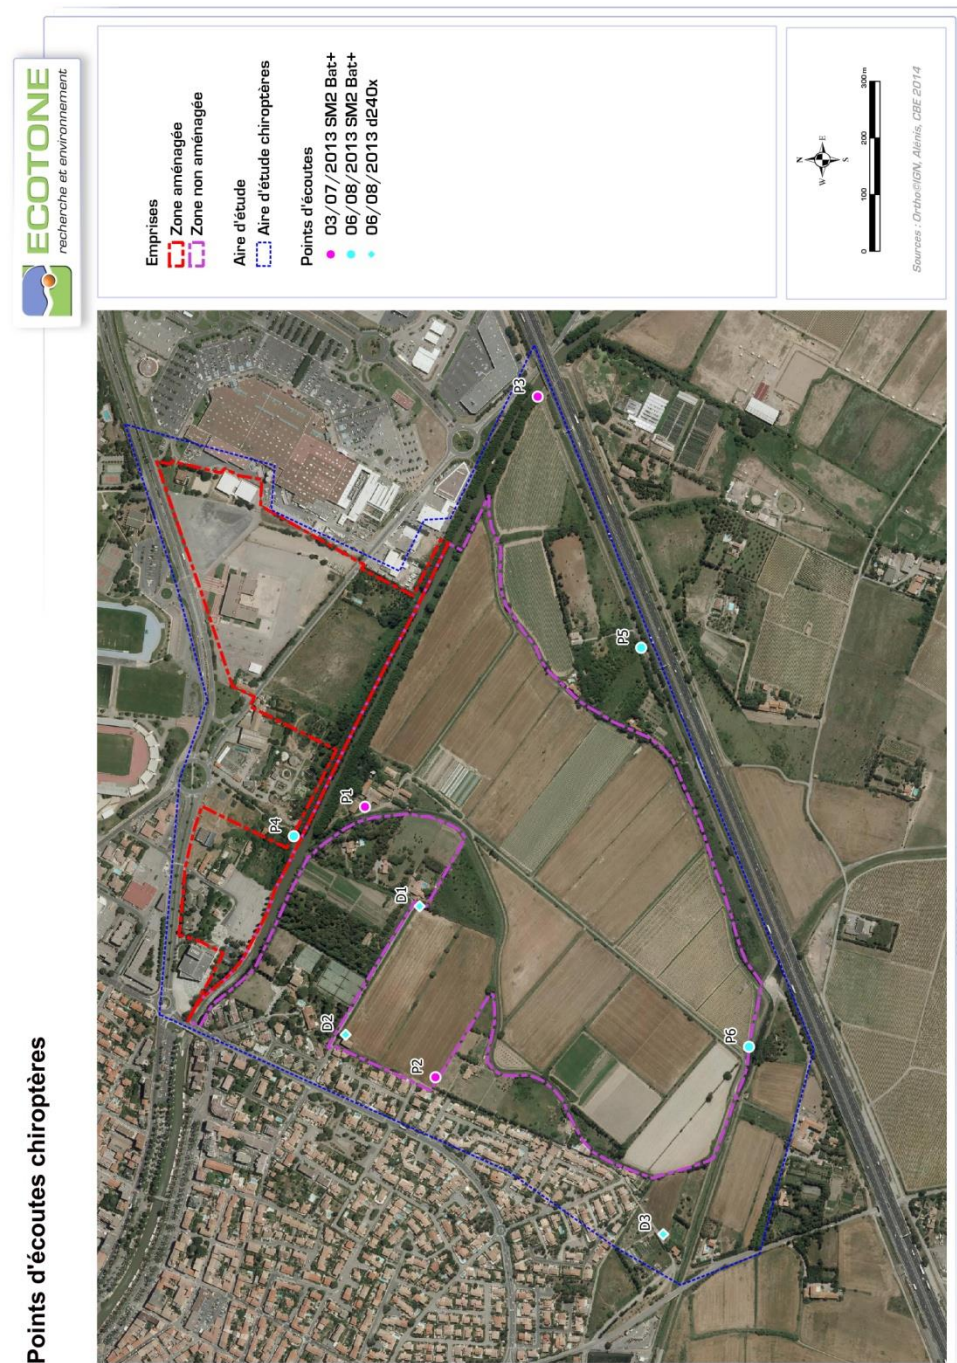 Points d'écoutes chiroptères
ECOTONE
recherche et environnement
Emprises
Zone aménagée
Zone non aménagée
Aire d'étude
Aire d'étude chiroptères
Points d'écoutes
03/07/2013 SM2 Bat+
06/08/2013 SM2 Bat+
06/08/2013 d240x
N
W
E
S
0
100
200
300 m
Sources : Ortho©IGN, Alénis, CBE 2014
P4
P1
P3
D1
D2
P2
P5
P6
D3